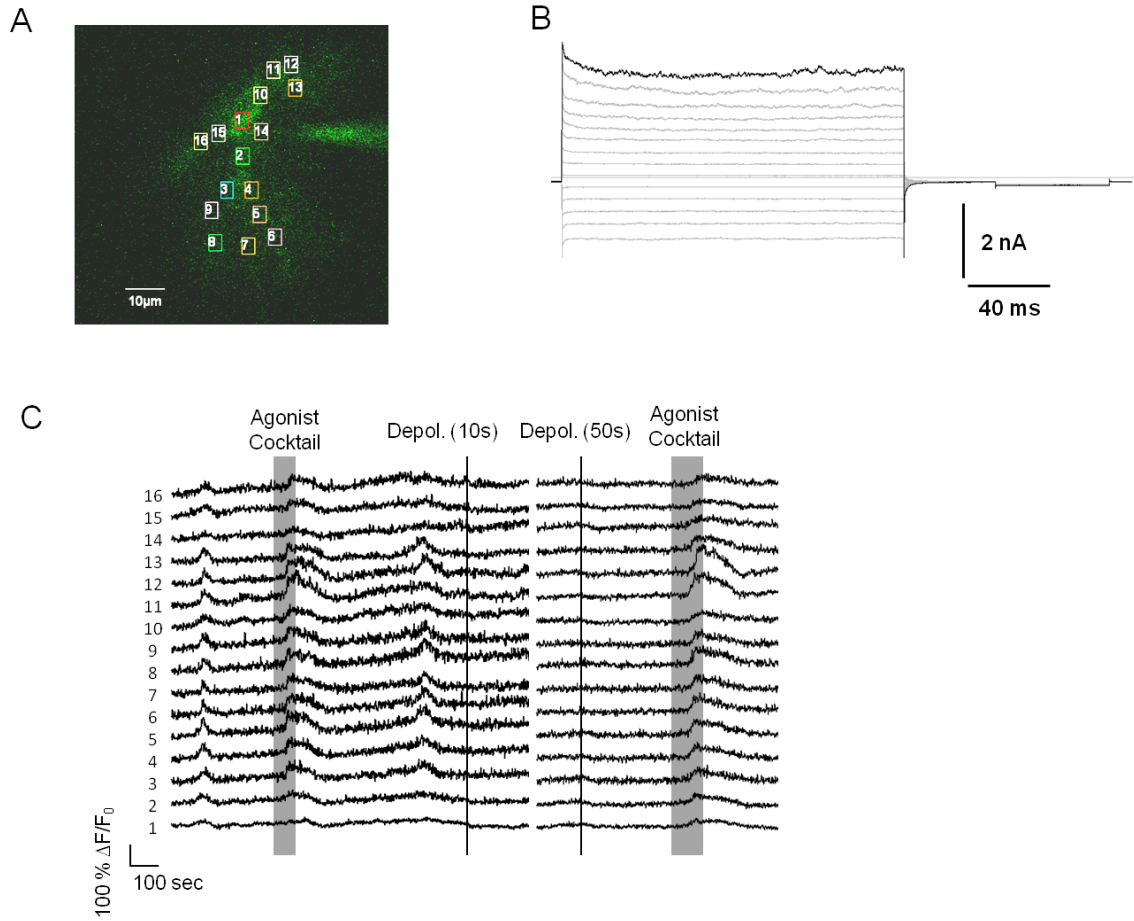 A
12
11
13
10
1
14
15
16
2
3
4
9
5
6
8
7
10µm
B
2 nA
40 ms
C
Agonist
Cocktail
Depol. (10s)
Depol. (50s)
Agonist
Cocktail
16
15
14
13
12
11
10
9
8
7
6
5
4
3
2
1
100 % ΔF/F₀
100 sec